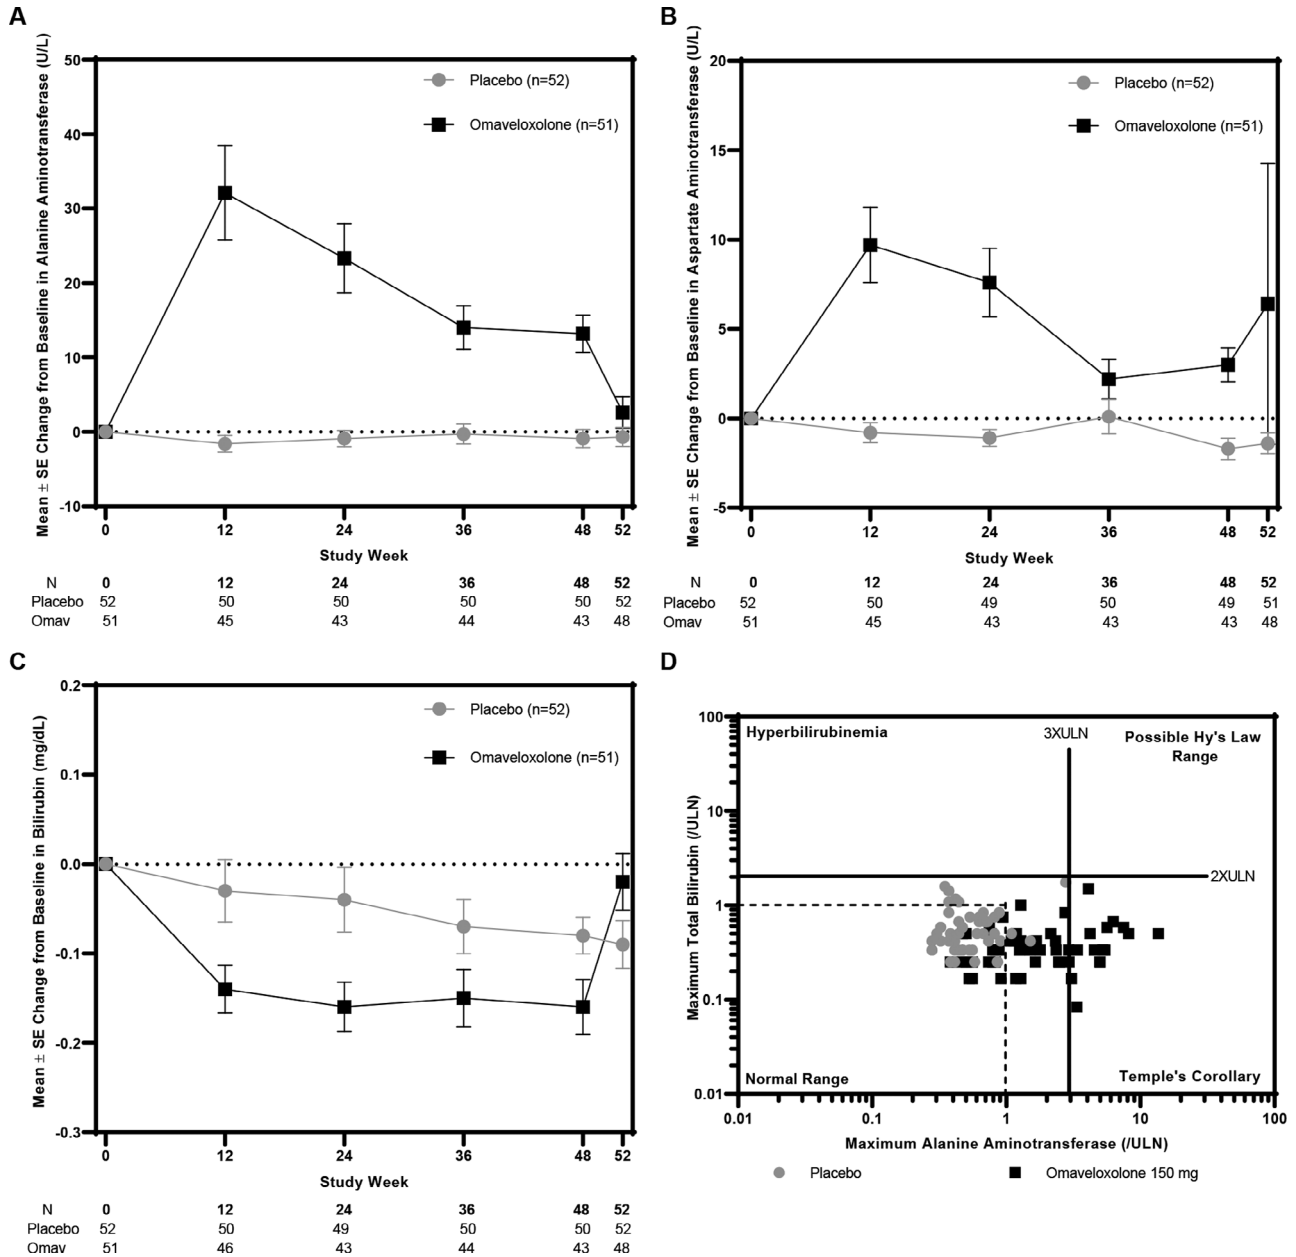 A
Mean ± SE Change from Baseline in Alanine Aminotransferase (U/L)
50
40
30
20
10
0
-10
Placebo (n=52)
Omaveloxolone (n=51)
0 12 24 36 48 52
Study Week
N 0 12 24 36 48 52
Placebo 52 50 50 50 50 52
Omav 51 45 43 44 43 48
B
Mean ± SE Change from Baseline in Aspartate Aminotransferase (U/L)
20
15
10
5
0
-5
Placebo (n=52)
Omaveloxolone (n=51)
0 12 24 36 48 52
Study Week
N 0 12 24 36 48 52
Placebo 52 50 49 50 49 51
Omav 51 45 43 43 43 48
C
Mean ± SE Change from Baseline in Bilirubin (mg/dL)
0.2
0.1
0.0
-0.1
-0.2
-0.3
Placebo (n=52)
Omaveloxolone (n=51)
0 12 24 36 48 52
Study Week
N 0 12 24 36 48 52
Placebo 52 50 49 50 50 52
Omav 51 46 43 44 43 48
D
Maximum Total Bilirubin (/ULN)
100
10
1
0.1
0.01
Hyperbilirubinemia
3XULN
Possible Hy's Law
Range
2XULN
Normal Range
Temple's Corollary
0.01 0.1 1 10 100
Maximum Alanine Aminotransferase (/ULN)
Placebo
Omaveloxolone 150 mg